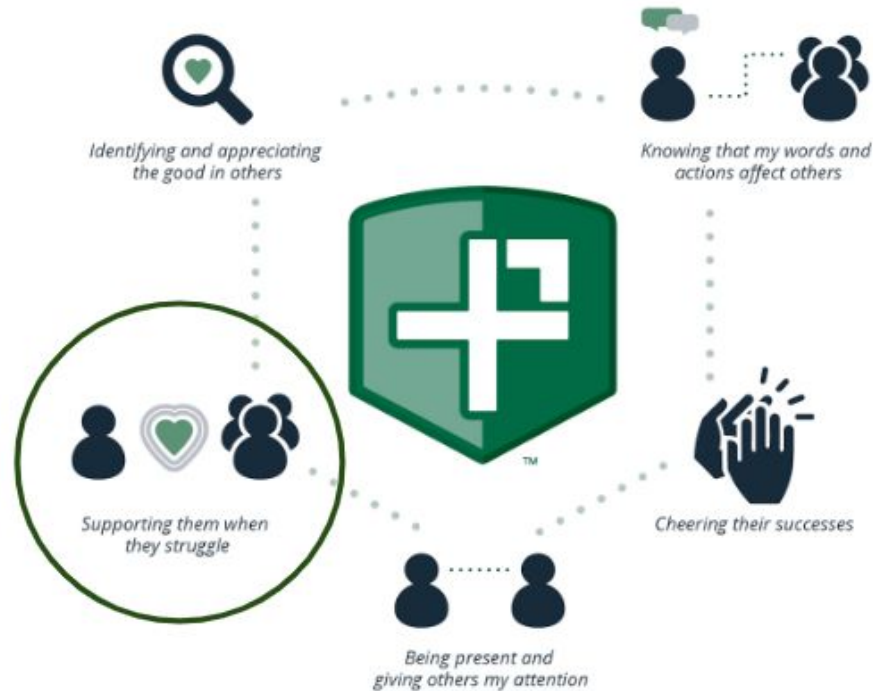 Identifying and appreciating
the good in others
Knowing that my words and
actions affect others
Supporting them when
they struggle
TM
Cheering their successes
Being present and
giving others my attention